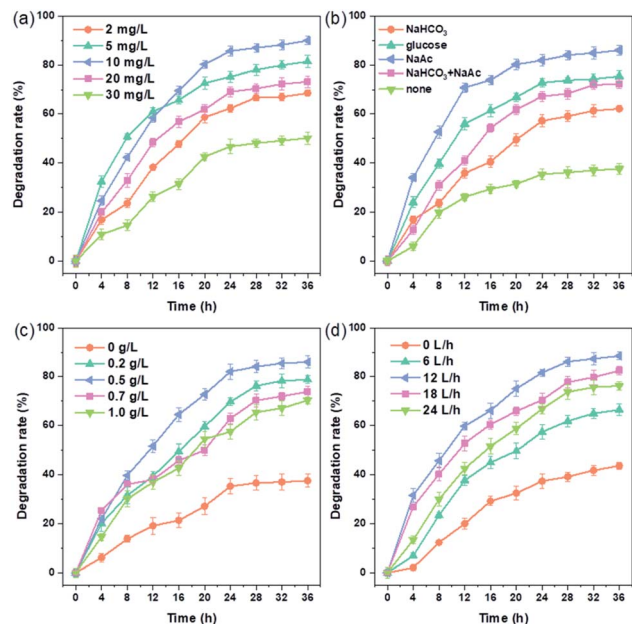 (a)
2 mg/L
5 mg/L
10 mg/L
20 mg/L
30 mg/L
100
80
60
40
20
0
Degradation rate (%)
0 4 8 12 16 20 24 28 32 36
Time (h)
(b)
NaHCO₃
glucose
NaAc
NaHCO₃+NaAc
none
100
80
60
40
20
0
Degradation rate (%)
0 4 8 12 16 20 24 28 32 36
Time (h)
(c)
0 g/L
0.2 g/L
0.5 g/L
0.7 g/L
1.0 g/L
100
80
60
40
20
0
Degradation rate (%)
0 4 8 12 16 20 24 28 32 36
Time (h)
(d)
0 L/h
6 L/h
12 L/h
18 L/h
24 L/h
100
80
60
40
20
0
Degradation rate (%)
0 4 8 12 16 20 24 28 32 36
Time (h)